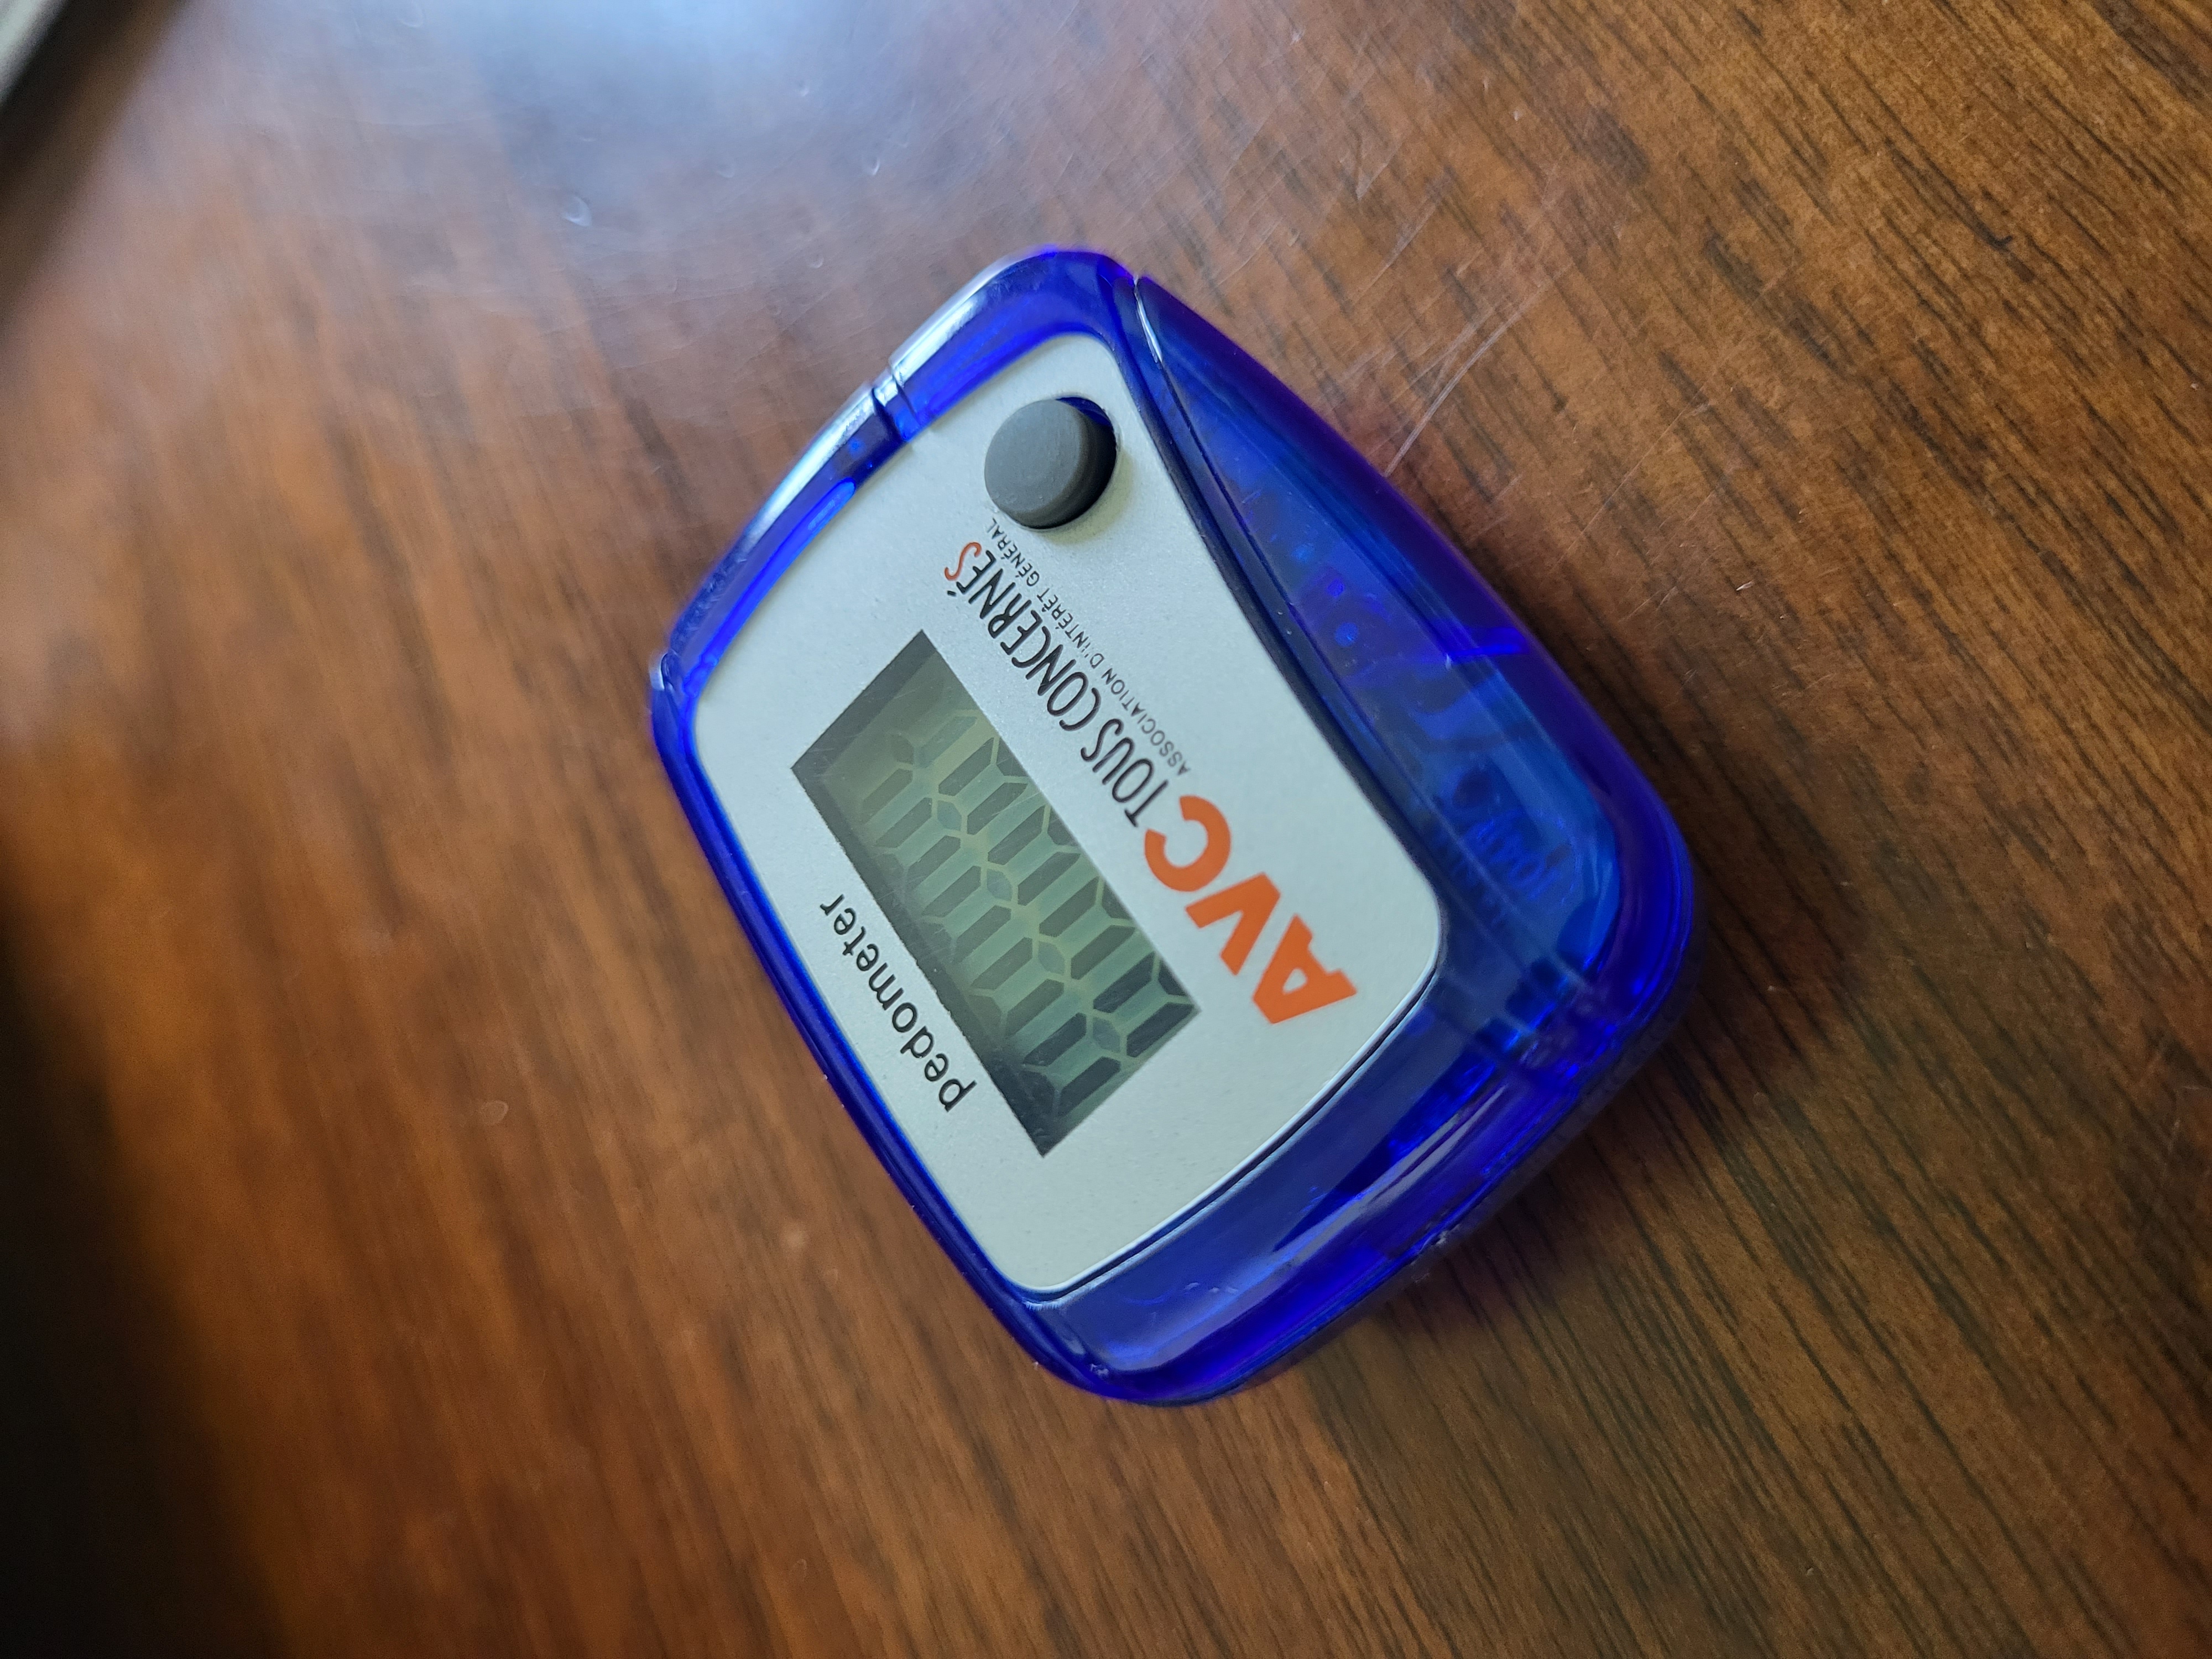 pedometer
AVC TOUS CONCERNÉS
ASSOCIATION D'INTÉRÊT GÉNÉRAL